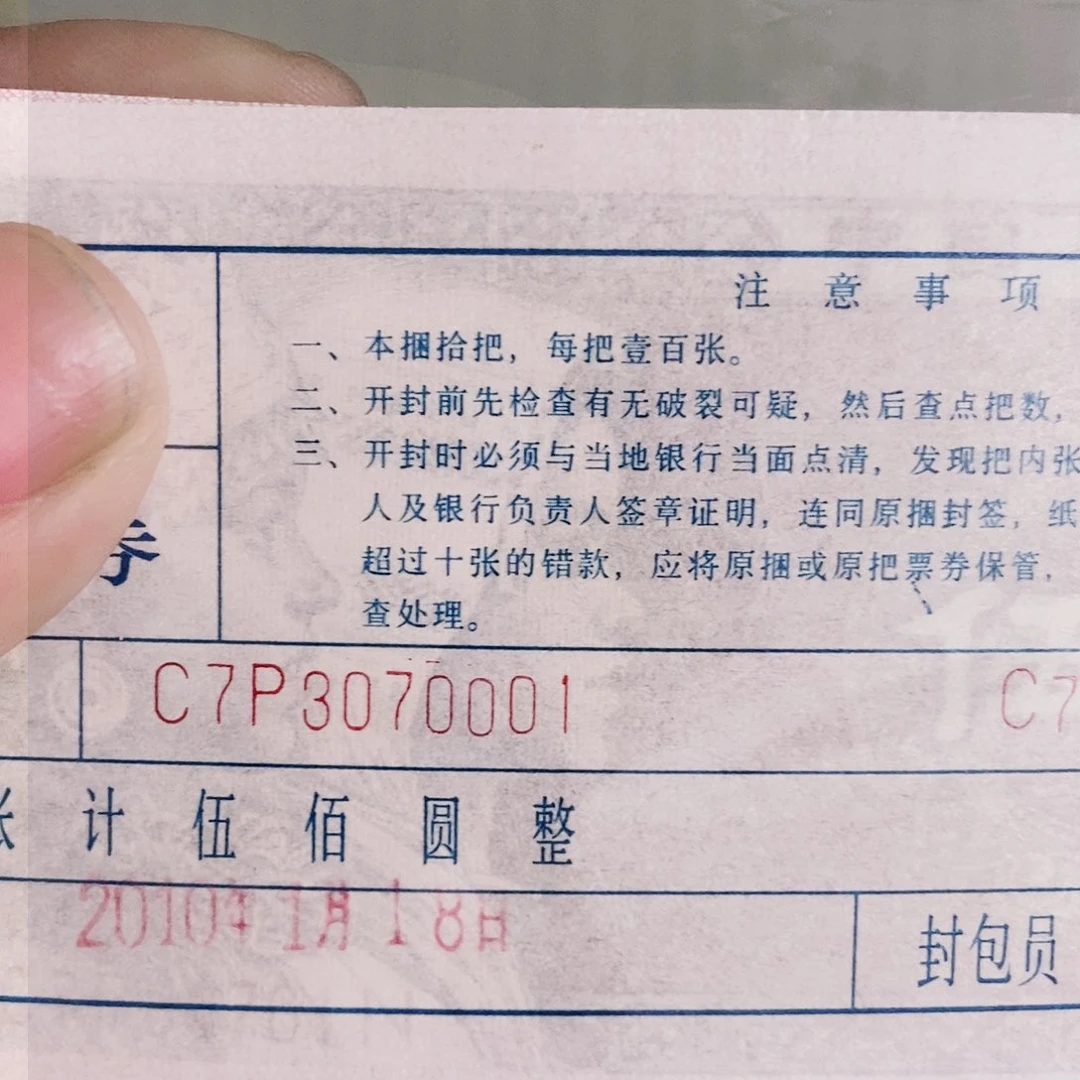 注意事项
一、本捆拾把，每把壹百张。
二、开封前先检查有无破裂可疑，然后查点把数，
三、开封时必须与当地银行当面点清，发现把内张
人及银行负责人签章证明，连同原捆封签，纸
超过十张的错款，应将原捆或原把票券保管，
查处理。
券
C7P3070001 C7
张计伍佰圆整
2010年1月18日
封包员